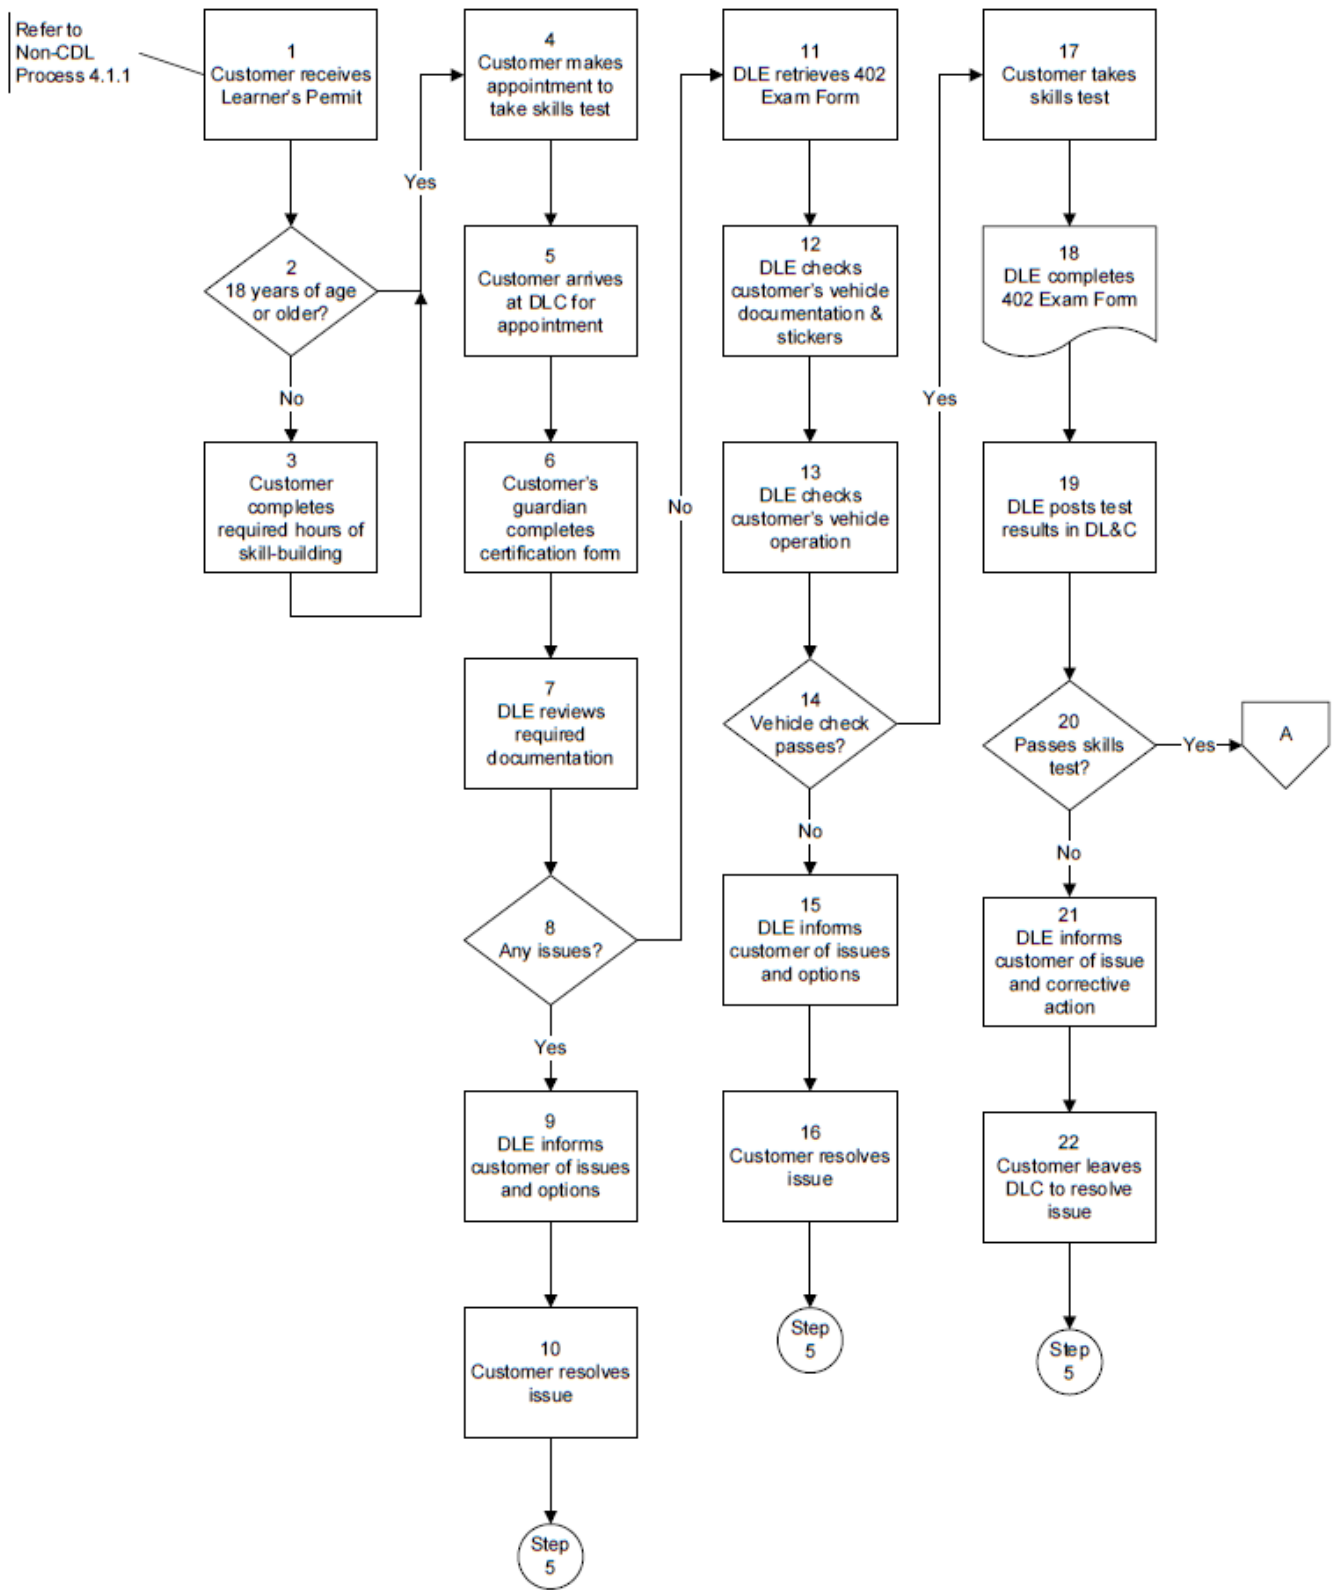 Refer to
Non-CDL
Process 4.1.1
1
Customer receives
Learner's Permit
2
18 years of age
or older?
Yes
No
3
Customer
completes
required hours of
skill-building
4
Customer makes
appointment to
take skills test
5
Customer arrives
at DLC for
appointment
6
Customer's
guardian
completes
certification form
7
DLE reviews
required
documentation
8
Any issues?
No
Yes
9
DLE informs
customer of issues
and options
10
Customer resolves
issue
Step
5
11
DLE retrieves 402
Exam Form
12
DLE checks
customer's vehicle
documentation &
stickers
13
DLE checks
customer's vehicle
operation
14
Vehicle check
passes?
Yes
No
15
DLE informs
customer of issues
and options
16
Customer resolves
issue
Step
5
17
Customer takes
skills test
18
DLE completes
402 Exam Form
19
DLE posts test
results in DL&C
20
Passes skills
test?
Yes
A
No
21
DLE informs
customer of issue
and corrective
action
22
Customer leaves
DLC to resolve
issue
Step
5